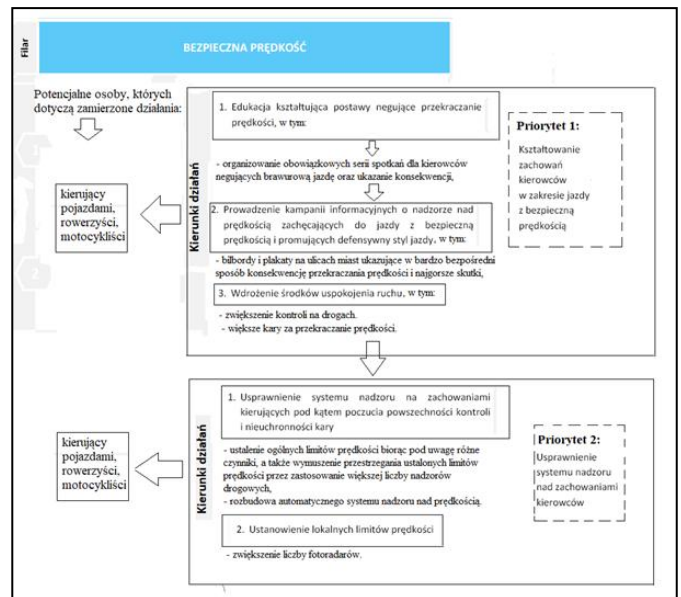 Filar
BEZPIECZNA PRĘDKOŚĆ
Potencjalne osoby, których
dotyczą zamierzone działania:
kierujący
pojazdami,
rowerzyści,
motocykliści
Kierunki działań
1. Edukacja kształtująca postawy negujące przekraczanie
prędkości, w tym:
- organizowanie obowiązkowych serii spotkań dla kierowców
negujących brawurową jazdę oraz ukazanie konsekwencji,
2. Prowadzenie kampanii informacyjnych o nadzorze nad
prędkością zachęcających do jazdy z bezpieczną
prędkością i promujących defensywny styl jazdy, w tym:
- bilbordy i plakaty na ulicach miast ukazujące w bardzo bezpośredni
sposób konsekwencję przekraczania prędkości i najgorsze skutki,
3. Wdrożenie środków uspokojenia ruchu, w tym:
- zwiększenie kontroli na drogach.
- większe kary za przekraczanie prędkości.
Priorytet 1:
Kształtowanie
zachowań
kierowców
w zakresie jazdy
z bezpieczną
prędkością
kierujący
pojazdami,
rowerzyści,
motocykliści
Kierunki działań
1. Usprawnienie systemu nadzoru na zachowaniami
kierujących pod kątem poczucia powszechności kontroli
i nieuchronności kary
- ustalenie ogólnych limitów prędkości biorąc pod uwagę różne
czynniki, a także wymuszenie przestrzegania ustalonych limitów
prędkości przez zastosowanie większej liczby nadzorów
drogowych,
- rozbudowa automatycznego systemu nadzoru nad prędkością.
2. Ustanowienie lokalnych limitów prędkości
- zwiększenie liczby fotoradarów.
Priorytet 2:
Usprawnienie
systemu nadzoru
nad zachowaniami
kierowców